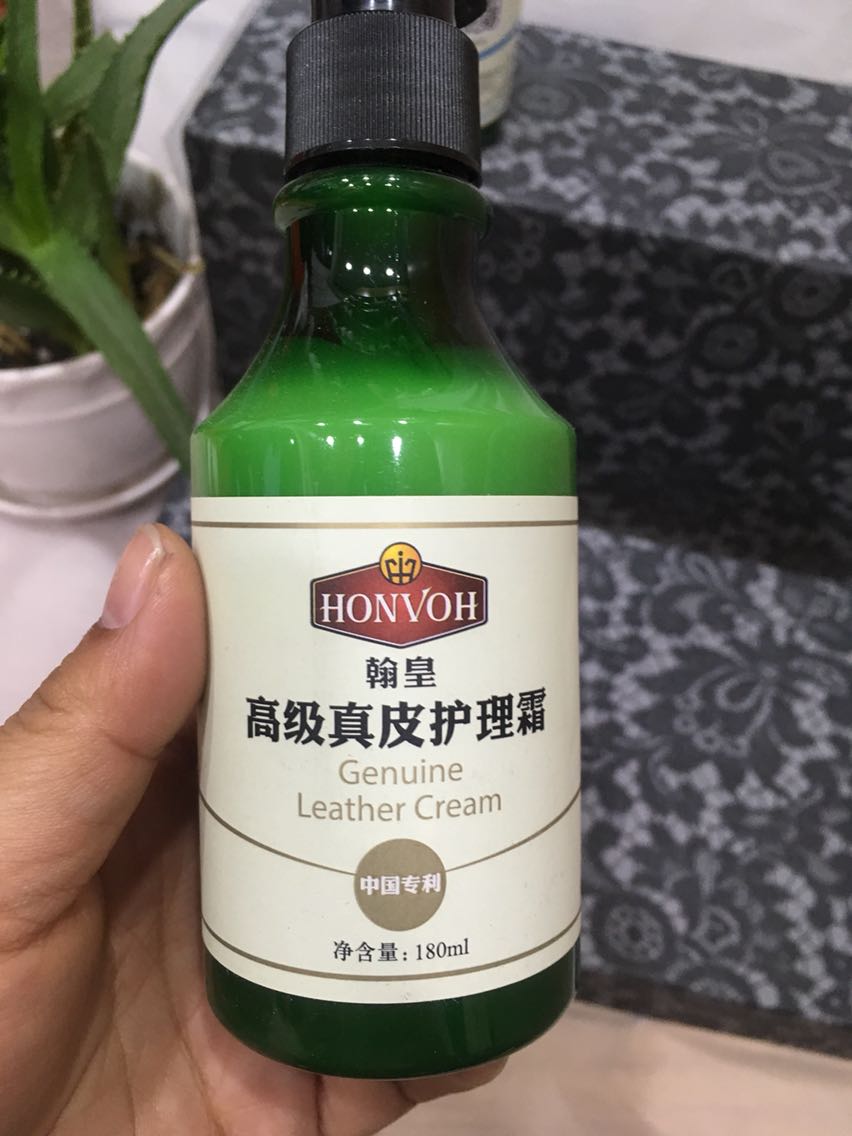 HONVOH
翰皇
高级真皮护理霜
Genuine
Leather Cream
中国专利
净含量：180ml